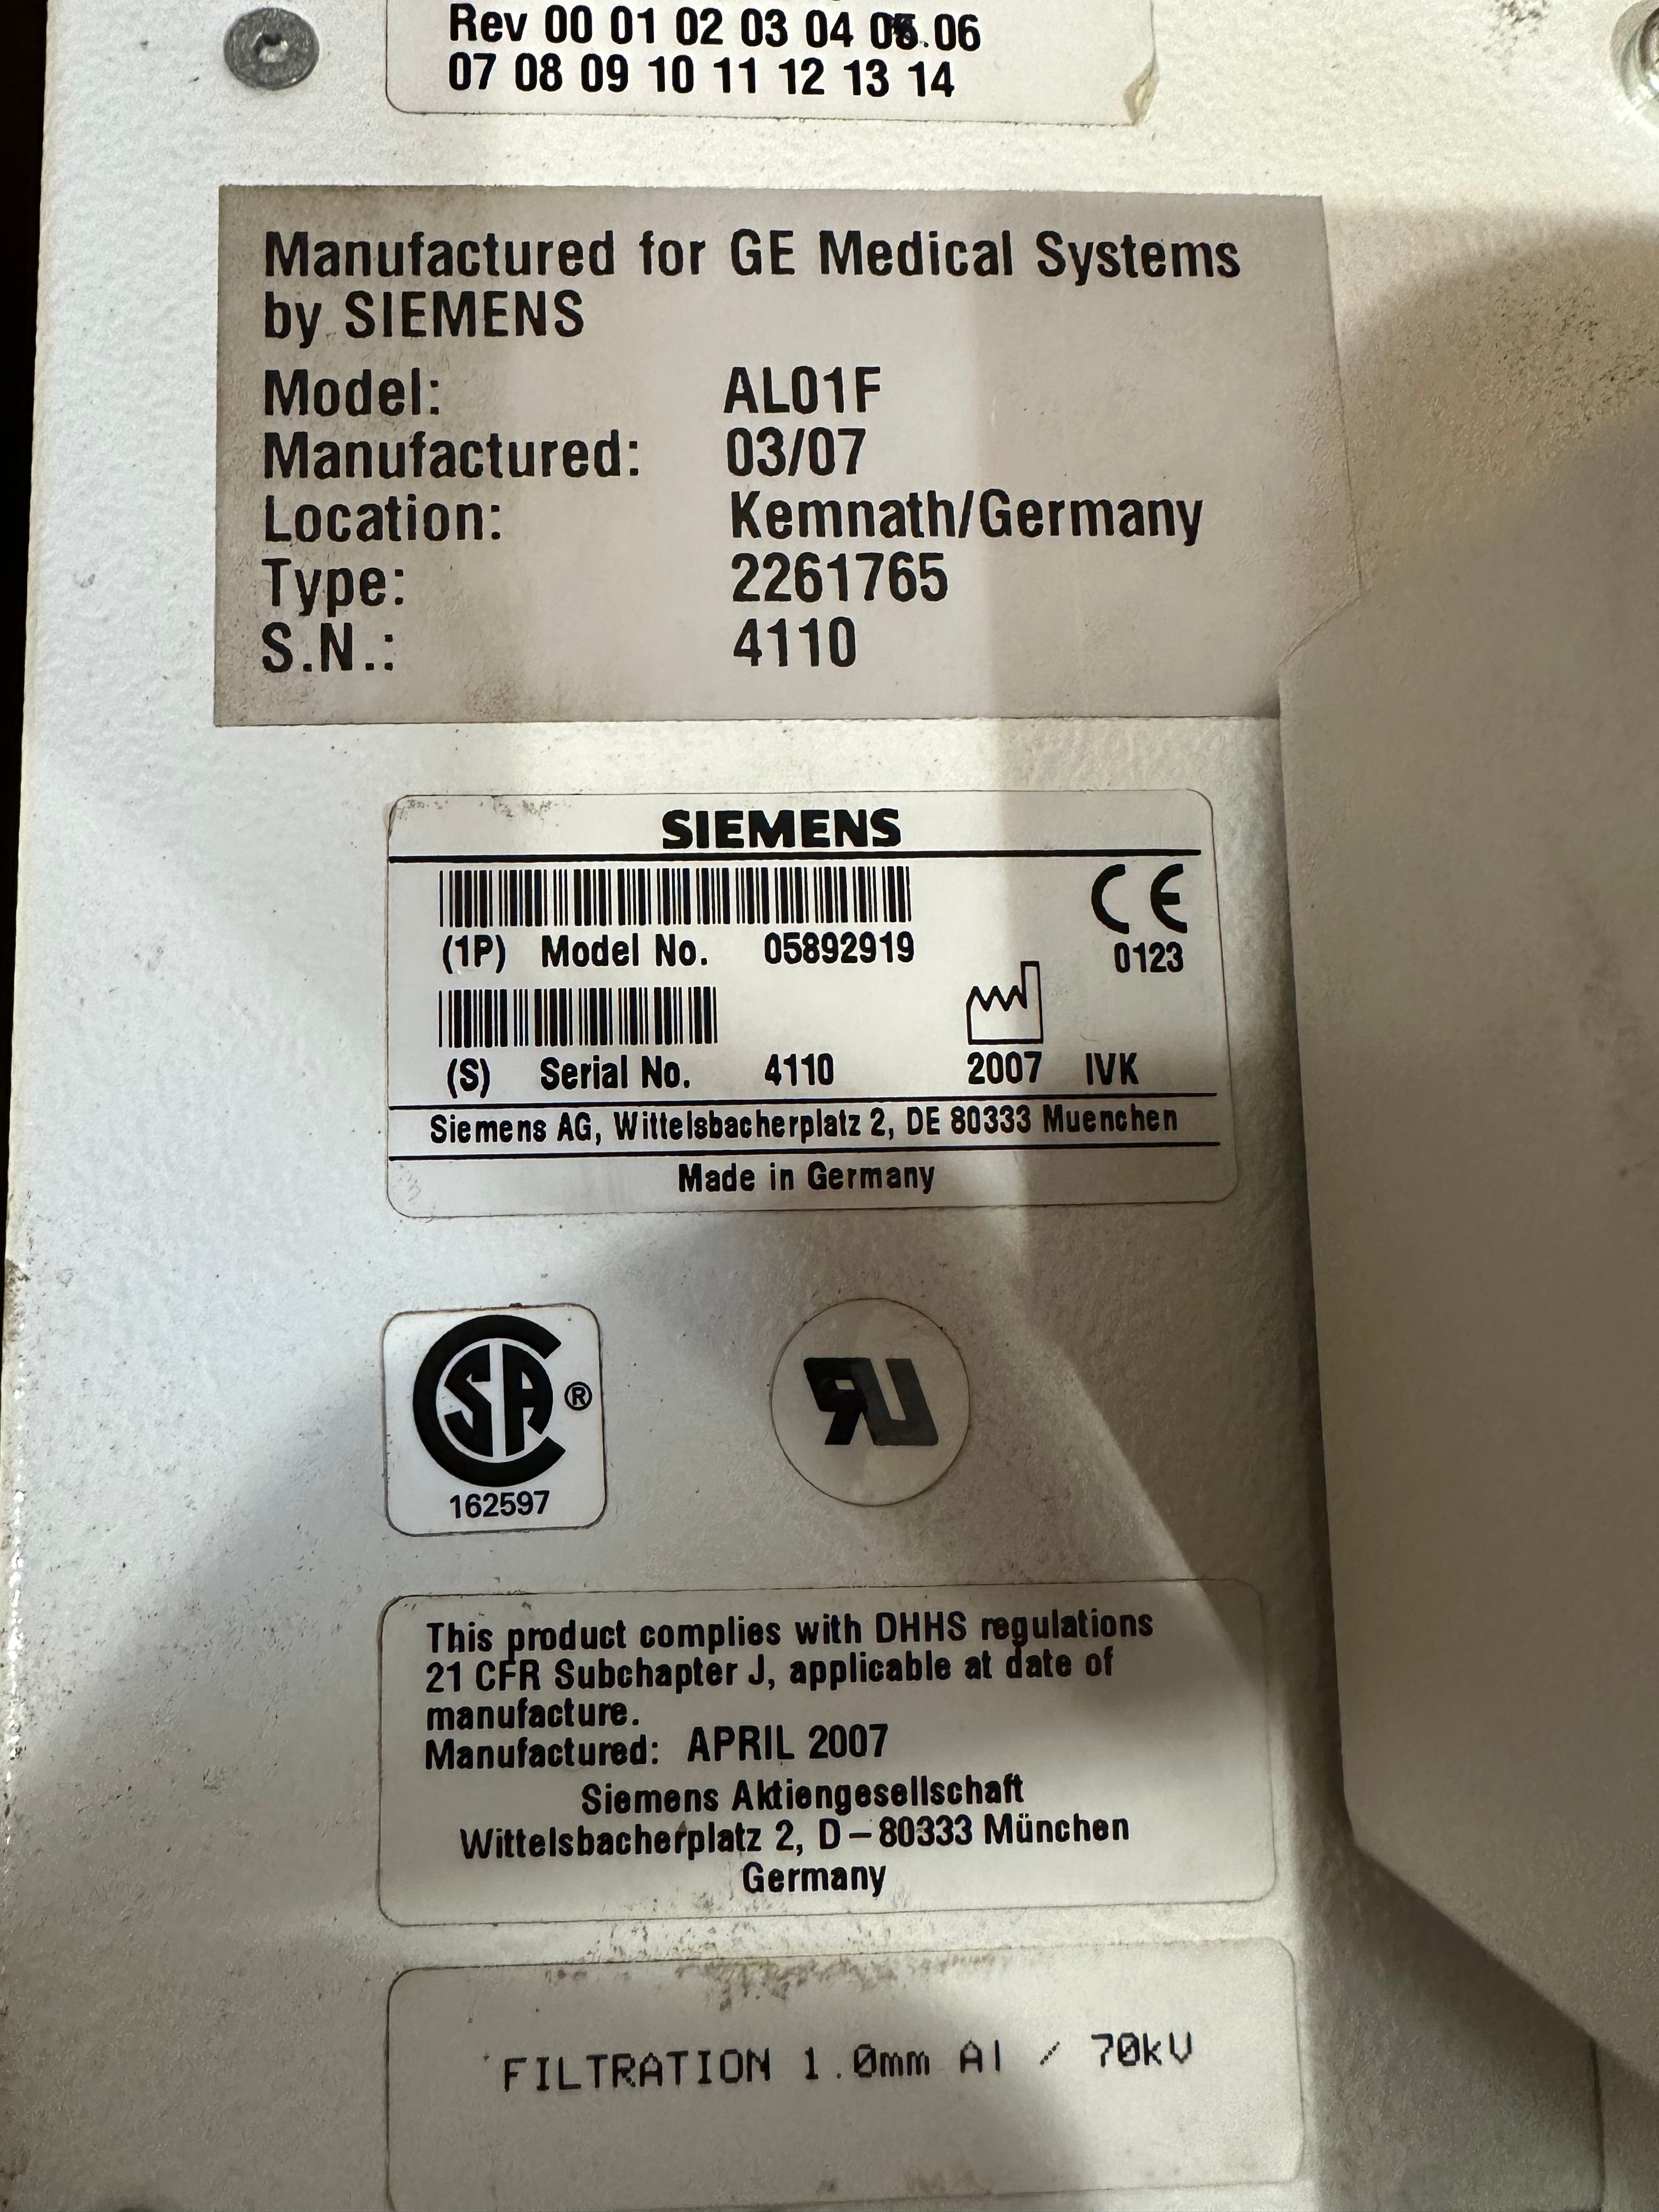 Rev 00 01 02 03 04 05.06
07 08 09 10 11 12 13 14
Manufactured for GE Medical Systems
by SIEMENS
Model: AL01F
Manufactured: 03/07
Location: Kemnath/Germany
Type: 2261765
S.N.: 4110
SIEMENS
CE
(1P) Model No. 05892919
0123
(S) Serial No. 4110 2007 IVK
Siemens AG, Wittelsbacherplatz 2, DE 80333 Muenchen
Made in Germany
CSA ®
162597
RU
This product complies with DHHS regulations
21 CFR Subchapter J, applicable at date of
manufacture.
Manufactured: APRIL 2007
Siemens Aktiengesellschaft
Wittelsbacherplatz 2, D – 80333 München
Germany
FILTRATION 1.0mm Al / 70kV